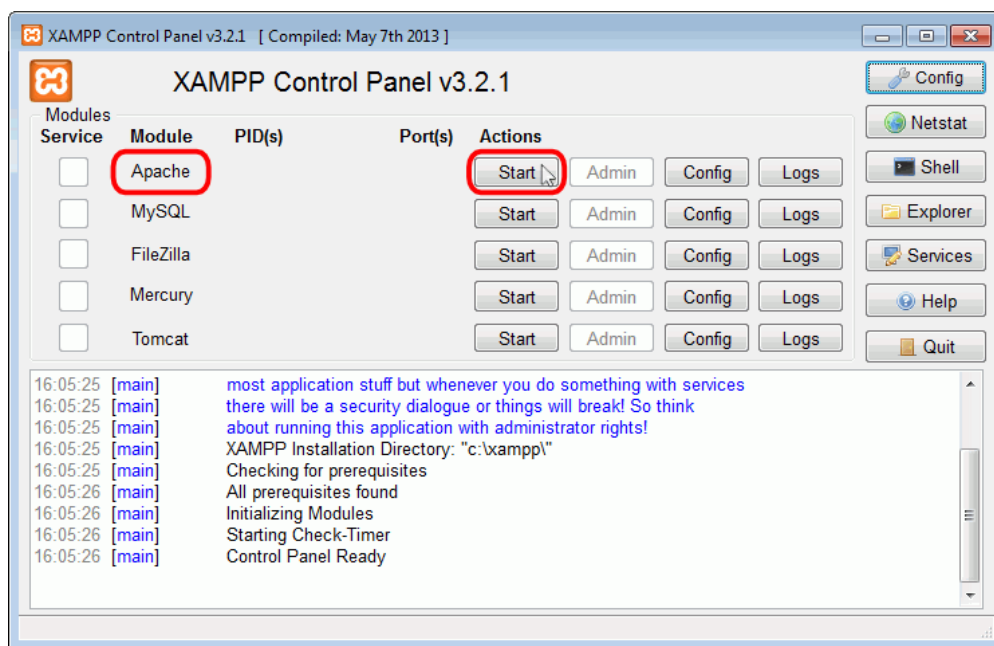 XAMPP Control Panel v3.2.1 [ Compiled: May 7th 2013 ]
XAMPP Control Panel v3.2.1
Config
Modules
Service Module PID(s) Port(s) Actions
Netstat
Apache Start Admin Config Logs
Shell
MySQL Start Admin Config Logs
Explorer
FileZilla Start Admin Config Logs
Services
Mercury Start Admin Config Logs
Help
Tomcat Start Admin Config Logs
Quit
16:05:25 [main] most application stuff but whenever you do something with services
16:05:25 [main] there will be a security dialogue or things will break! So think
16:05:25 [main] about running this application with administrator rights!
16:05:25 [main] XAMPP Installation Directory: "c:\xampp\"
16:05:25 [main] Checking for prerequisites
16:05:26 [main] All prerequisites found
16:05:26 [main] Initializing Modules
16:05:26 [main] Starting Check-Timer
16:05:26 [main] Control Panel Ready